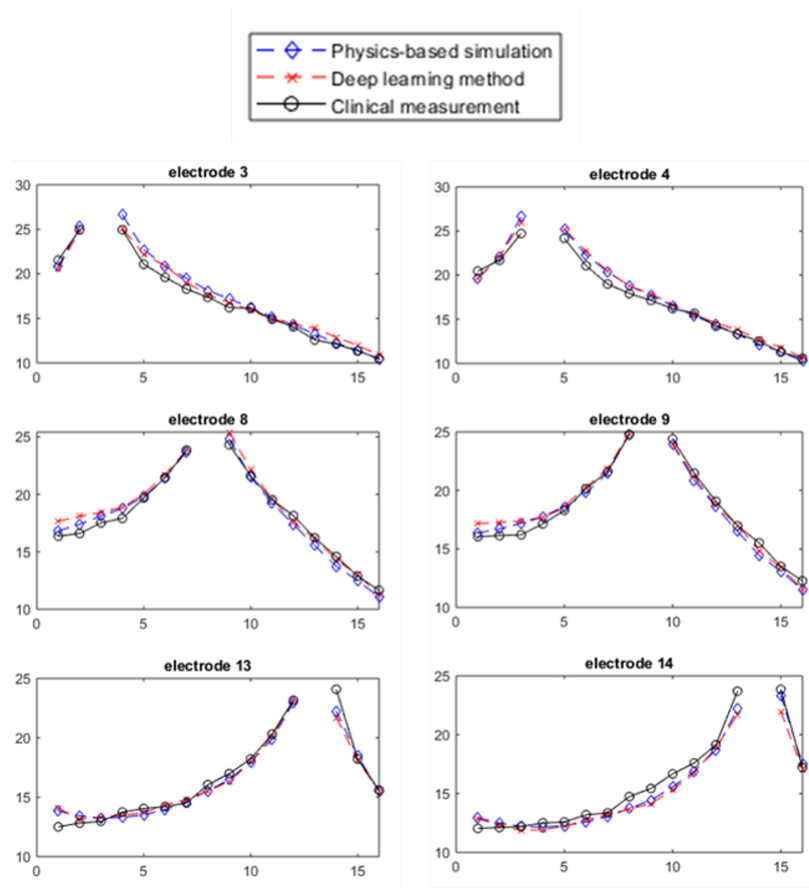 Physics-based simulation
Deep learning method
Clinical measurement
electrode 3
30
25
20
15
10
0 5 10 15
electrode 4
30
25
20
15
10
0 5 10 15
electrode 8
25
20
15
10
0 5 10 15
electrode 9
25
20
15
10
0 5 10 15
electrode 13
25
20
15
10
0 5 10 15
electrode 14
25
20
15
10
0 5 10 15